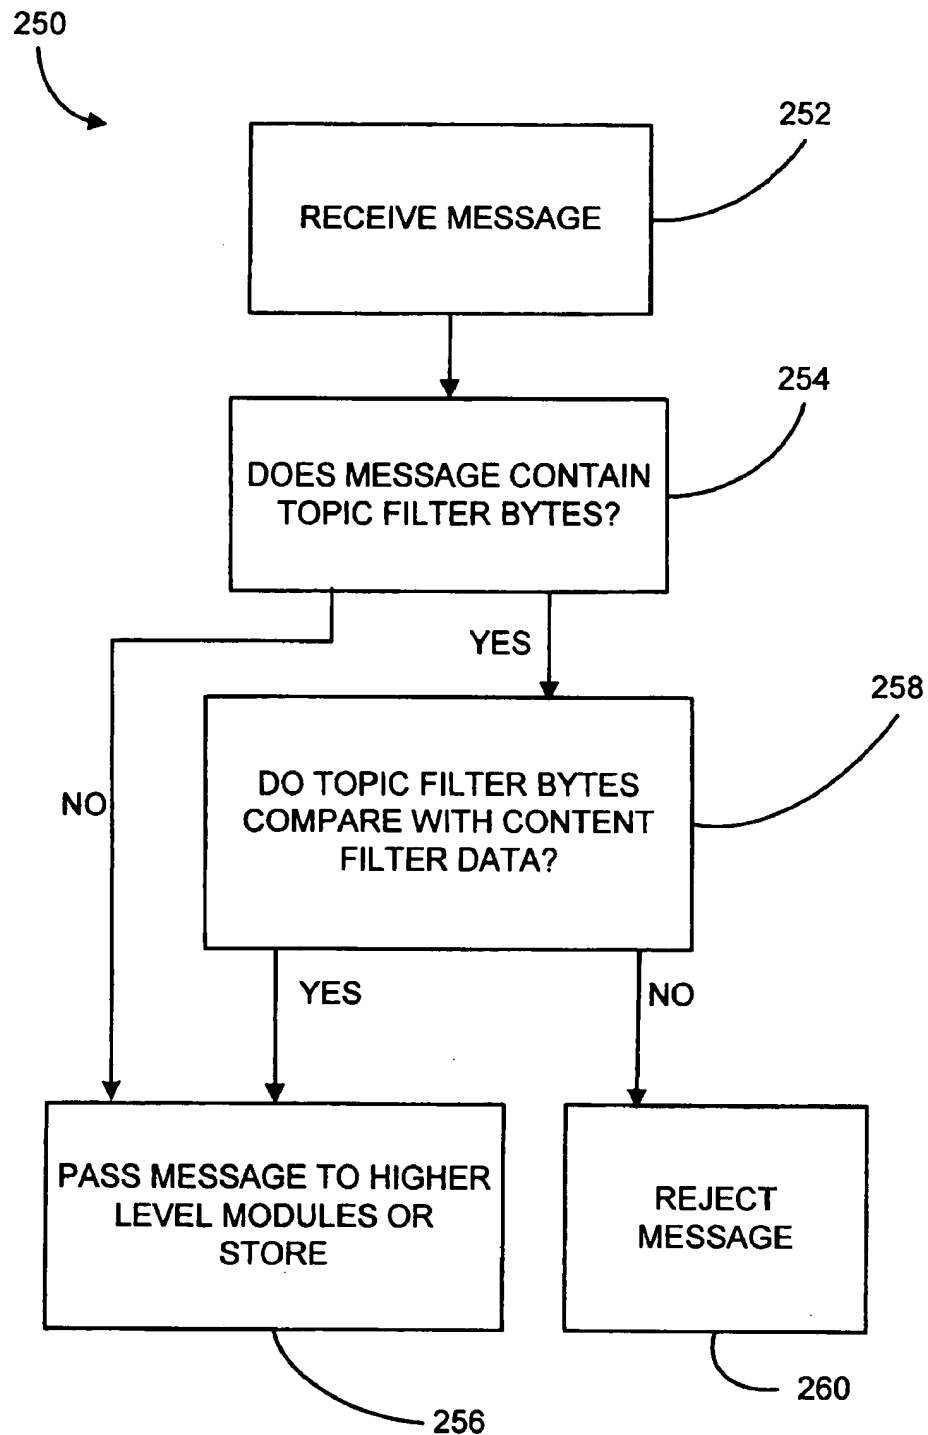 250
252
RECEIVE MESSAGE
254
DOES MESSAGE CONTAIN
TOPIC FILTER BYTES?
YES
258
NO
DO TOPIC FILTER BYTES
COMPARE WITH CONTENT
FILTER DATA?
YES
NO
PASS MESSAGE TO HIGHER
LEVEL MODULES OR
STORE
REJECT
MESSAGE
260
256